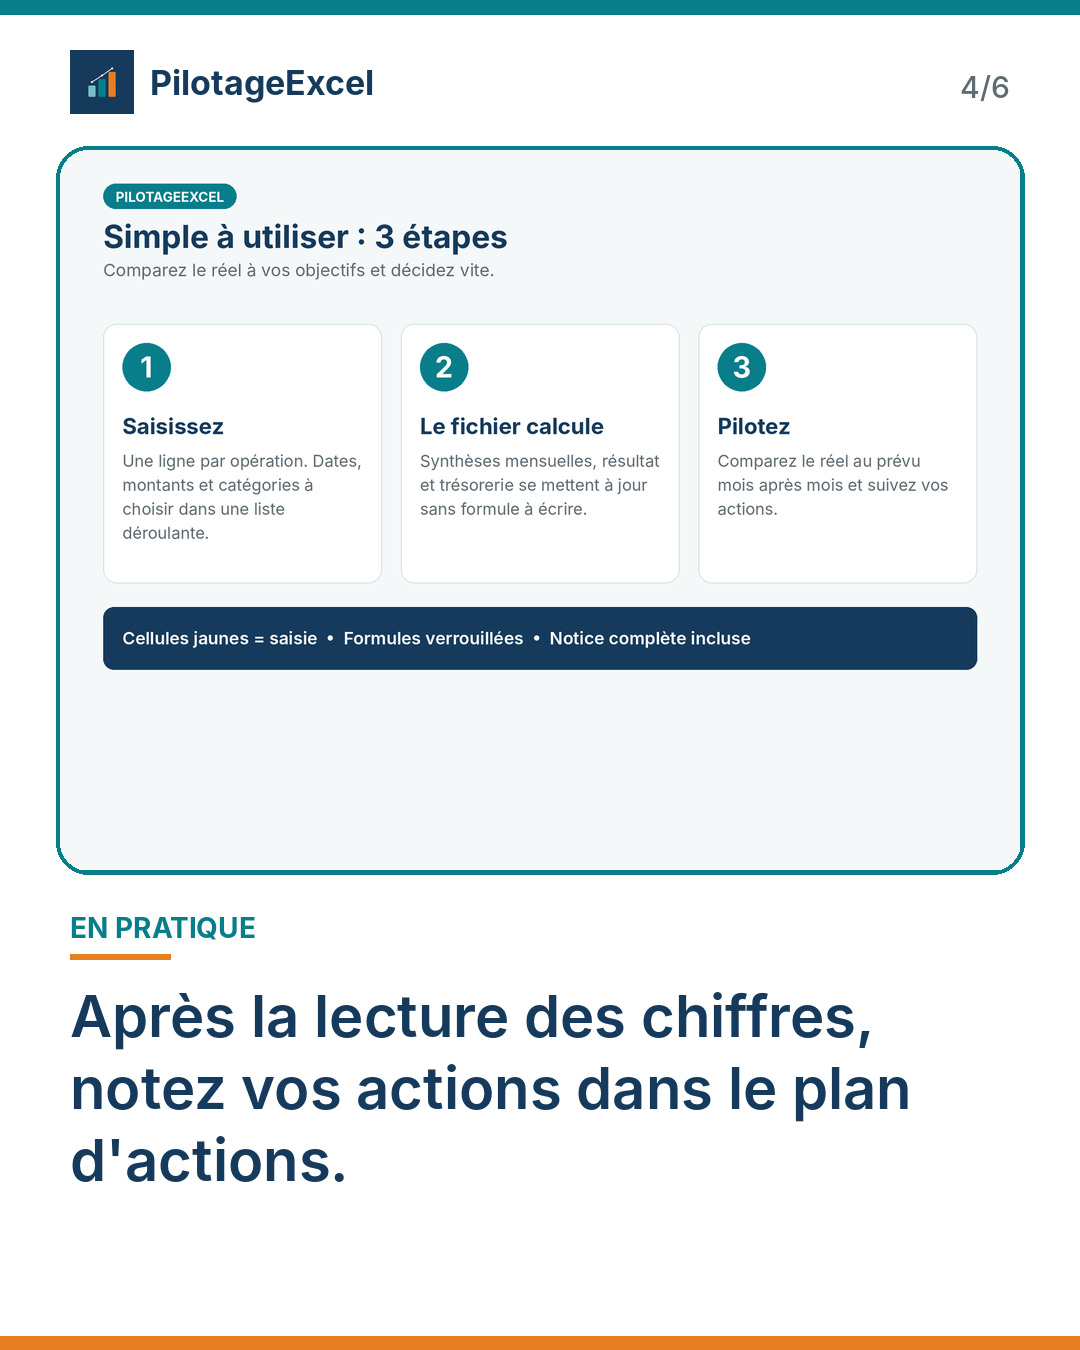 PilotageExcel
4/6
PILOTAGEEXCEL
Simple à utiliser : 3 étapes
Comparez le réel à vos objectifs et décidez vite.
1
Saisissez
Une ligne par opération. Dates,
montants et catégories à
choisir dans une liste
déroulante.
2
Le fichier calcule
Synthèses mensuelles, résultat
et trésorerie se mettent à jour
sans formule à écrire.
3
Pilotez
Comparez le réel au prévu
mois après mois et suivez vos
actions.
Cellules jaunes = saisie • Formules verrouillées • Notice complète incluse
EN PRATIQUE
Après la lecture des chiffres,
notez vos actions dans le plan
d'actions.